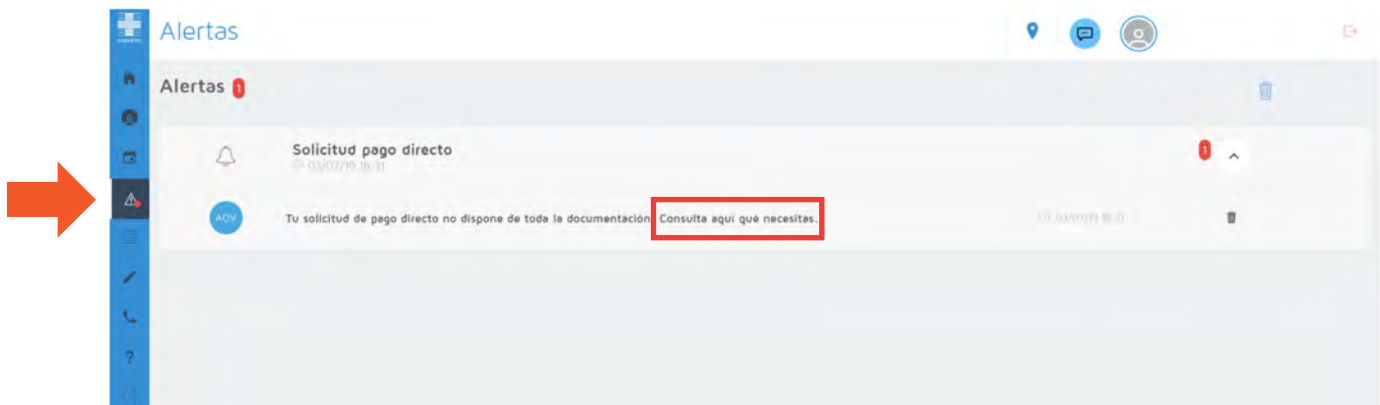 Alertas
Alertas 1
Solicitud pago directo
1
ADV
Tu solicitud de pago directo no dispone de toda la documentación Consulta aquí qué necesitas.
?